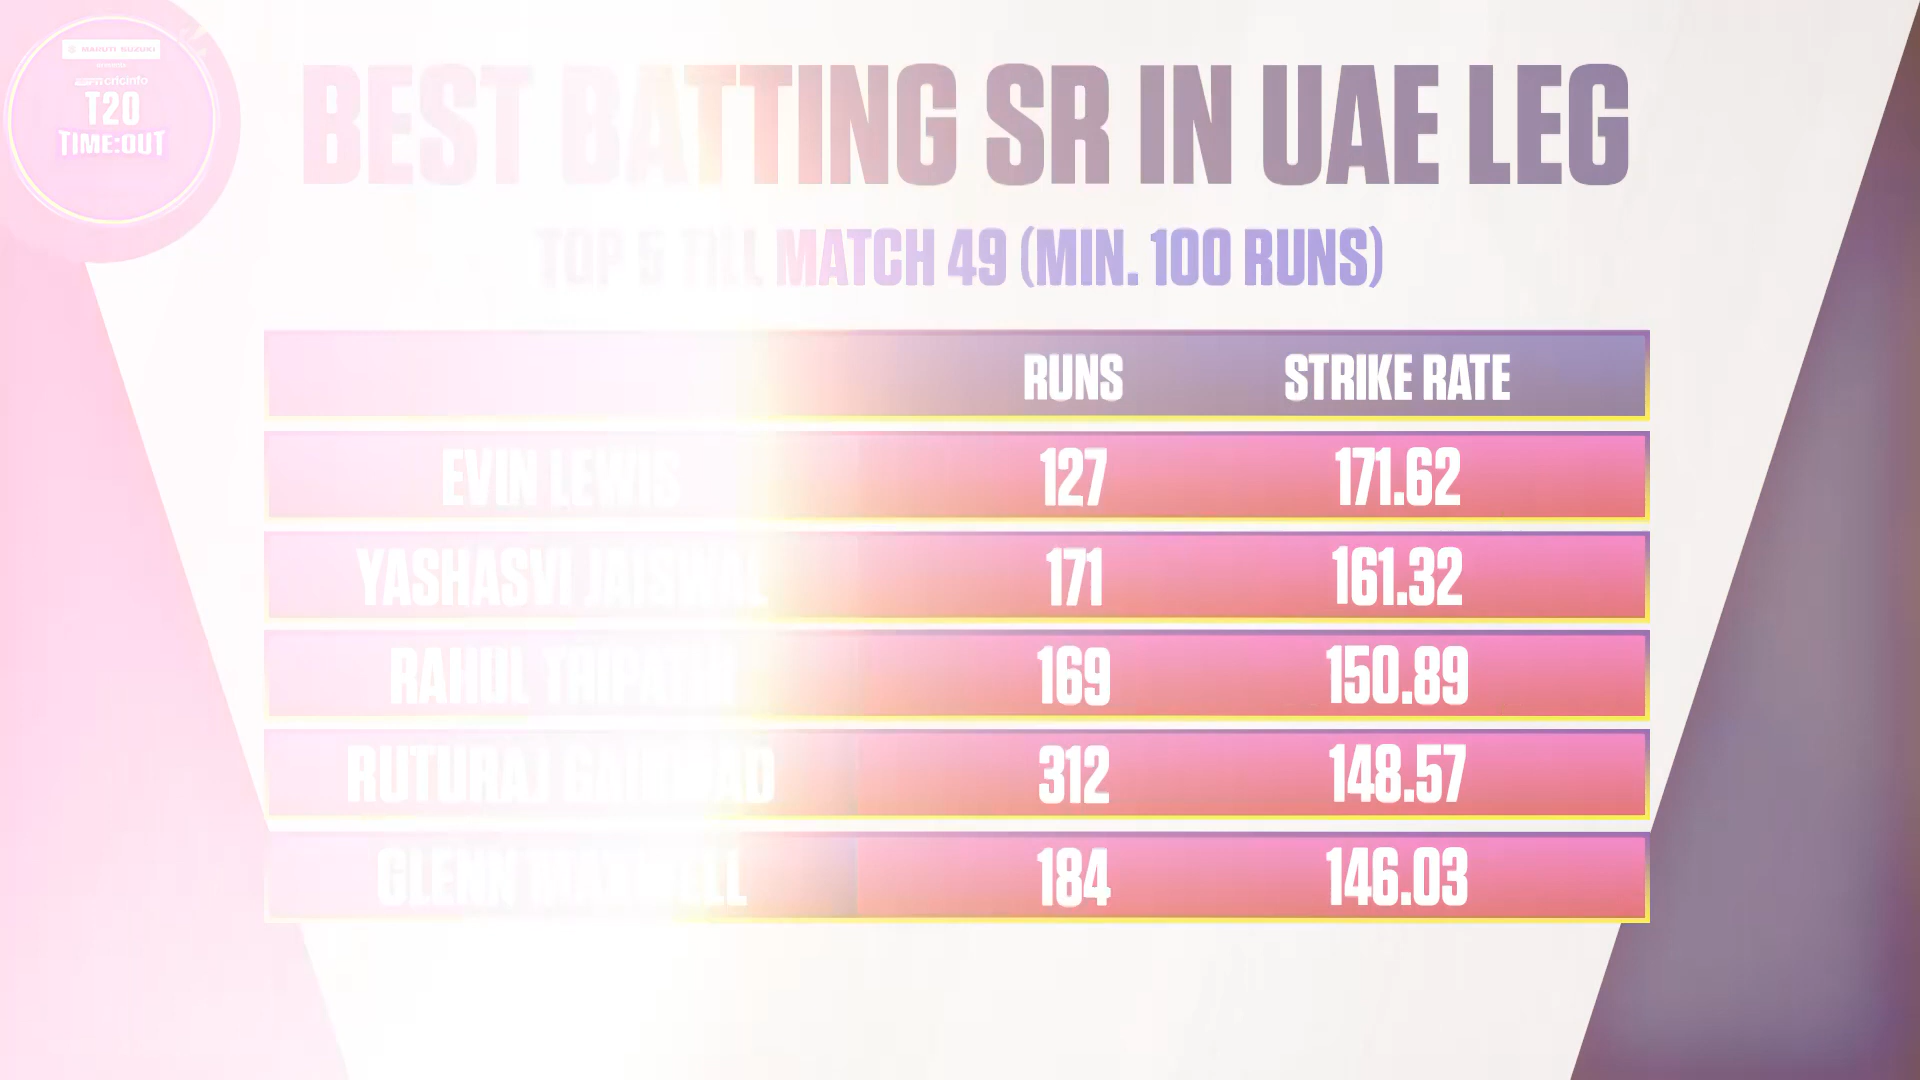 MARUTI SUZUKI
ESPN cricinfo
T20
TIME:OUT
BEST BATTING SR IN UAE LEG
TOP 5 TILL MATCH 49 (MIN. 100 RUNS)
RUNS STRIKE RATE
EVIN LEWIS 127 171.62
YASHASVI JAISWAL 171 161.32
RAHUL TRIPATHI 169 150.89
RUTURAJ GAIKWAD 312 148.57
GLENN MAXWELL 184 146.03